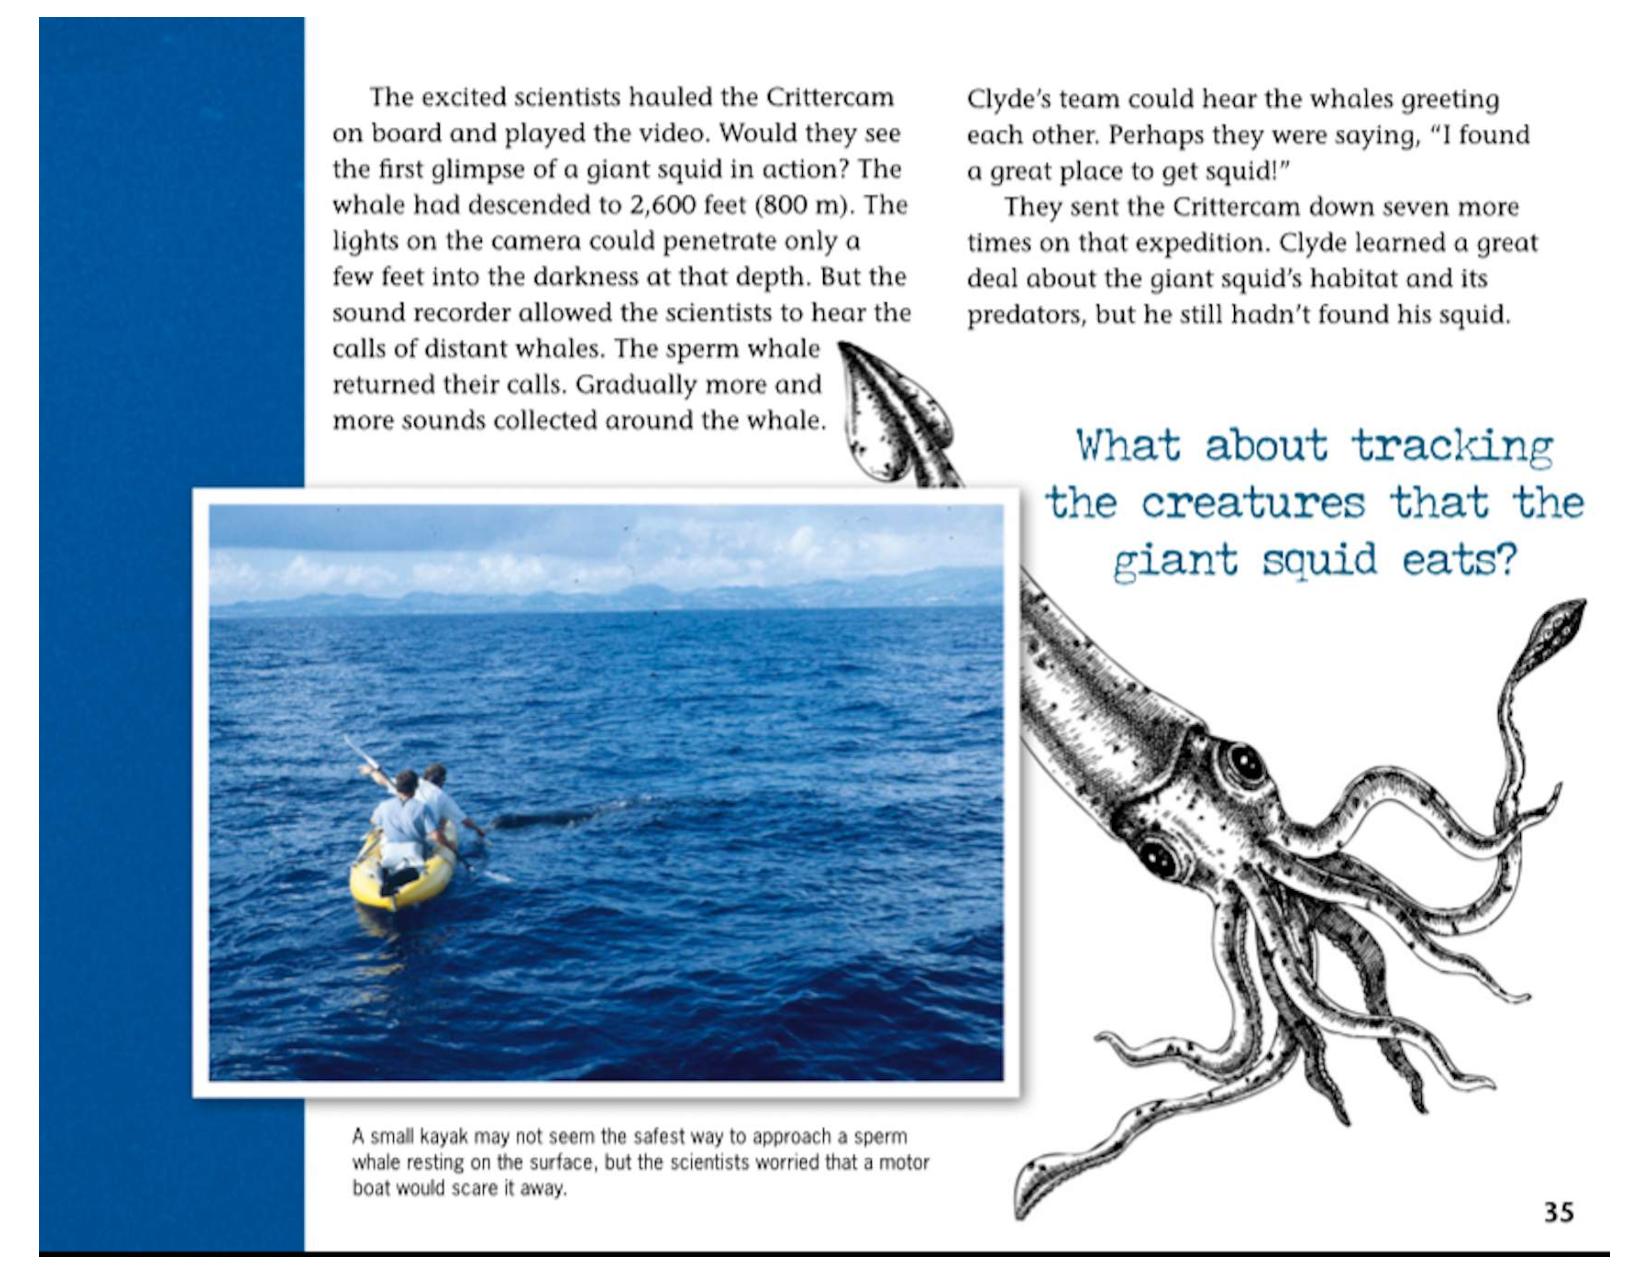 The excited scientists hauled the Crittercam
on board and played the video. Would they see
the first glimpse of a giant squid in action? The
whale had descended to 2,600 feet (800 m). The
lights on the camera could penetrate only a
few feet into the darkness at that depth. But the
sound recorder allowed the scientists to hear the
calls of distant whales. The sperm whale
returned their calls. Gradually more and
more sounds collected around the whale.
Clyde's team could hear the whales greeting
each other. Perhaps they were saying, “I found
a great place to get squid!”
They sent the Crittercam down seven more
times on that expedition. Clyde learned a great
deal about the giant squid's habitat and its
predators, but he still hadn't found his squid.
What about tracking
the creatures that the
giant squid eats?
A small kayak may not seem the safest way to approach a sperm
whale resting on the surface, but the scientists worried that a motor
boat would scare it away.
35